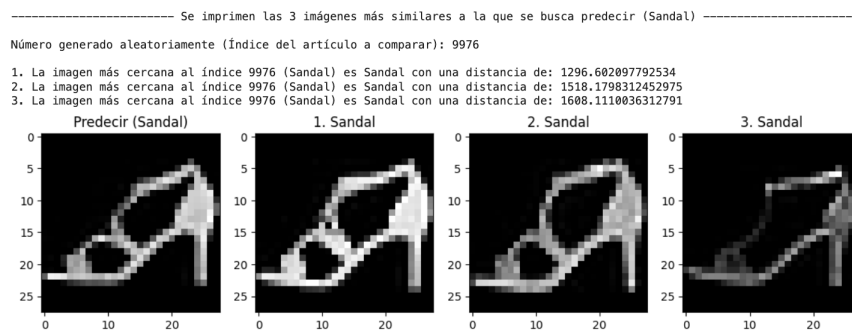 ------------------------ Se imprimen las 3 imágenes más similares a la que se busca predecir (Sandal) ----------------------
Número generado aleatoriamente (Índice del artículo a comparar): 9976
1. La imagen más cercana al índice 9976 (Sandal) es Sandal con una distancia de: 1296.602097792534
2. La imagen más cercana al índice 9976 (Sandal) es Sandal con una distancia de: 1518.1798312452975
3. La imagen más cercana al índice 9976 (Sandal) es Sandal con una distancia de: 1608.1110036312791
Predecir (Sandal) 1. Sandal 2. Sandal 3. Sandal
0 0 0 0
5 5 5 5
10 10 10 10
15 15 15 15
20 20 20 20
25 25 25 25
0 10 20 0 10 20 0 10 20 0 10 20